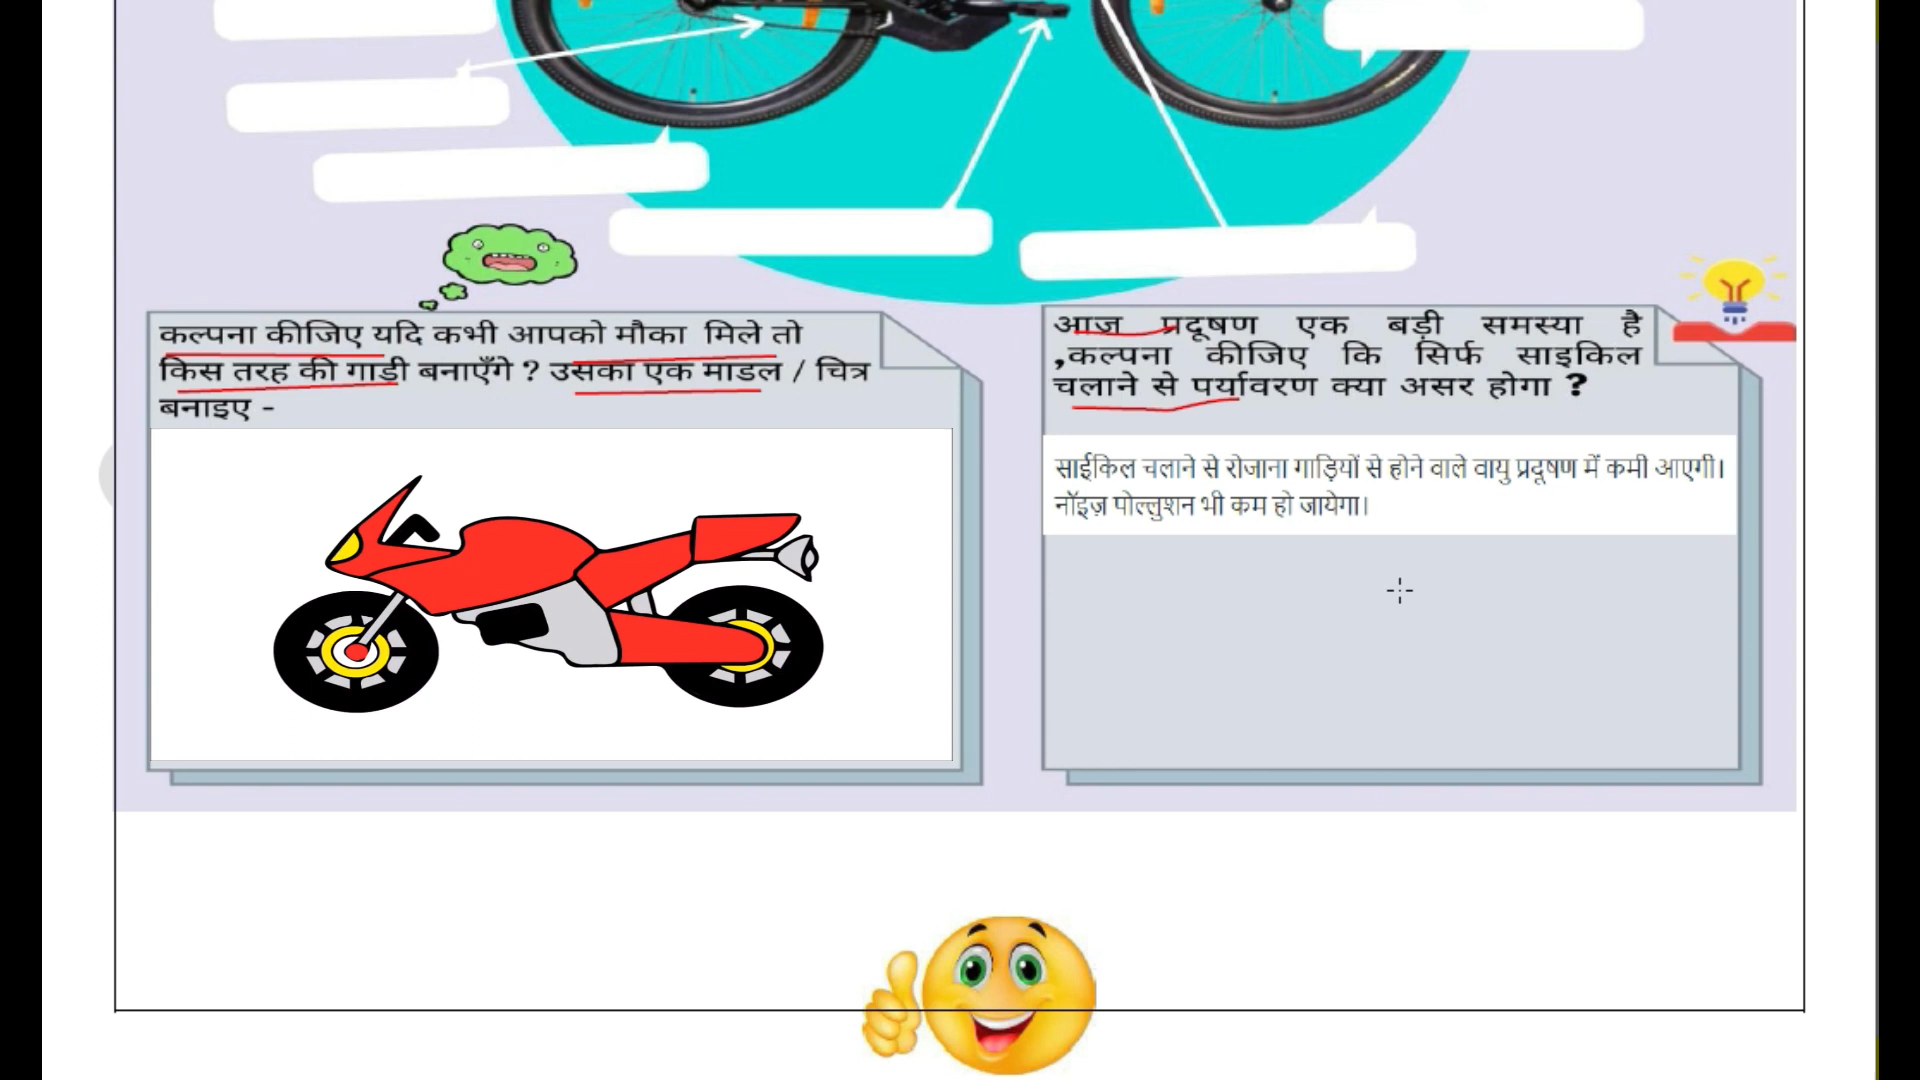 कल्पना कीजिए यदि कभी आपको मौका मिले तो
किस तरह की गाडी बनाएँगे ? उसका एक माडल / चित्र
बनाइए -
आज प्रदूषण एक बड़ी समस्या है
,कल्पना कीजिए कि सिर्फ साइकिल
चलाने से पर्यावरण क्या असर होगा ?
साईकिल चलाने से रोजाना गाड़ियों से होने वाले वायु प्रदूषण में कमी आएगी।
नॉइज़ पोल्लुशन भी कम हो जायेगा।